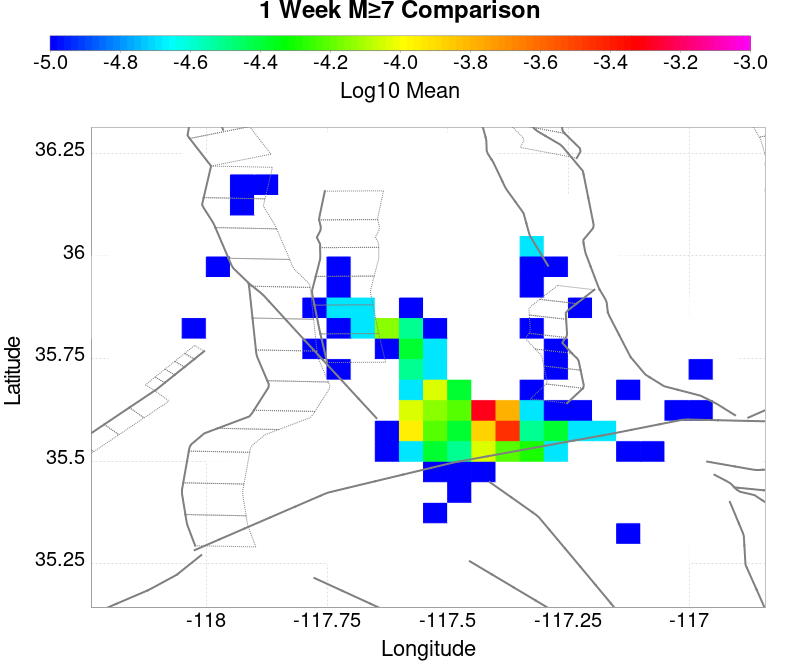 1 Week M≥7 Comparison
-5.0 -4.8 -4.6 -4.4 -4.2 -4.0 -3.8 -3.6 -3.4 -3.2 -3.0
Log10 Mean
36.25
36
35.75
35.5
35.25
Latitude
-118 -117.75 -117.5 -117.25 -117
Longitude